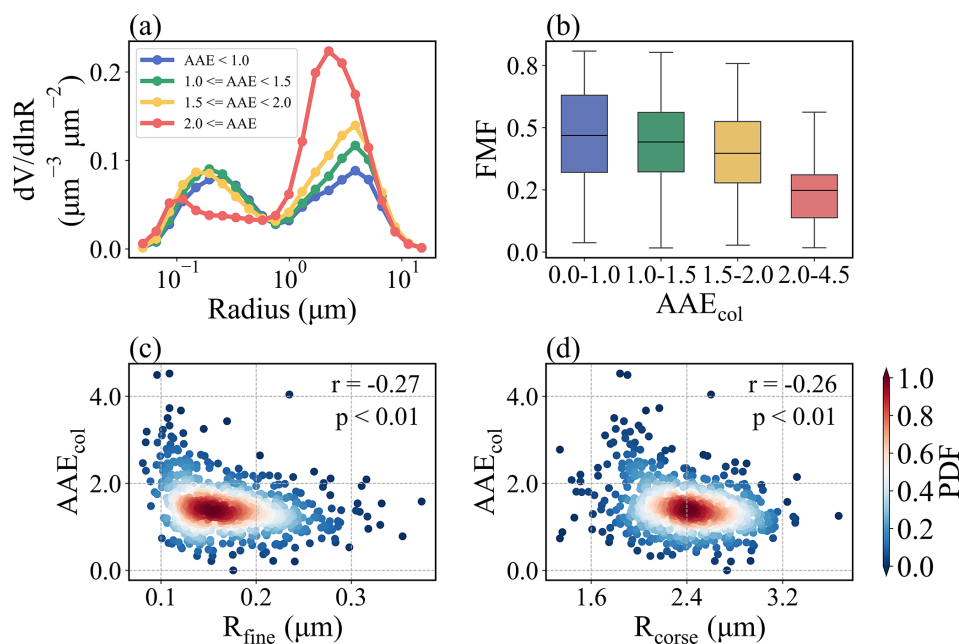 (a)
AAE < 1.0
1.0 <= AAE < 1.5
1.5 <= AAE < 2.0
2.0 <= AAE
0.2
0.1
0.0
dV/dlnR
(μm⁻³ μm⁻²)
10⁻¹
10⁰
10¹
Radius (μm)
(b)
0.8
0.5
0.2
0.0
FMF
0.0-1.0
1.0-1.5
1.5-2.0
2.0-4.5
AAEcol
(c)
r = -0.27
p < 0.01
4.0
2.0
0.0
AAEcol
0.1
0.2
0.3
Rfine (μm)
(d)
r = -0.26
p < 0.01
4.0
2.0
0.0
AAEcol
1.6
2.4
3.2
Rcorse (μm)
1.0
0.8
0.6
0.4
0.2
0.0
PDF